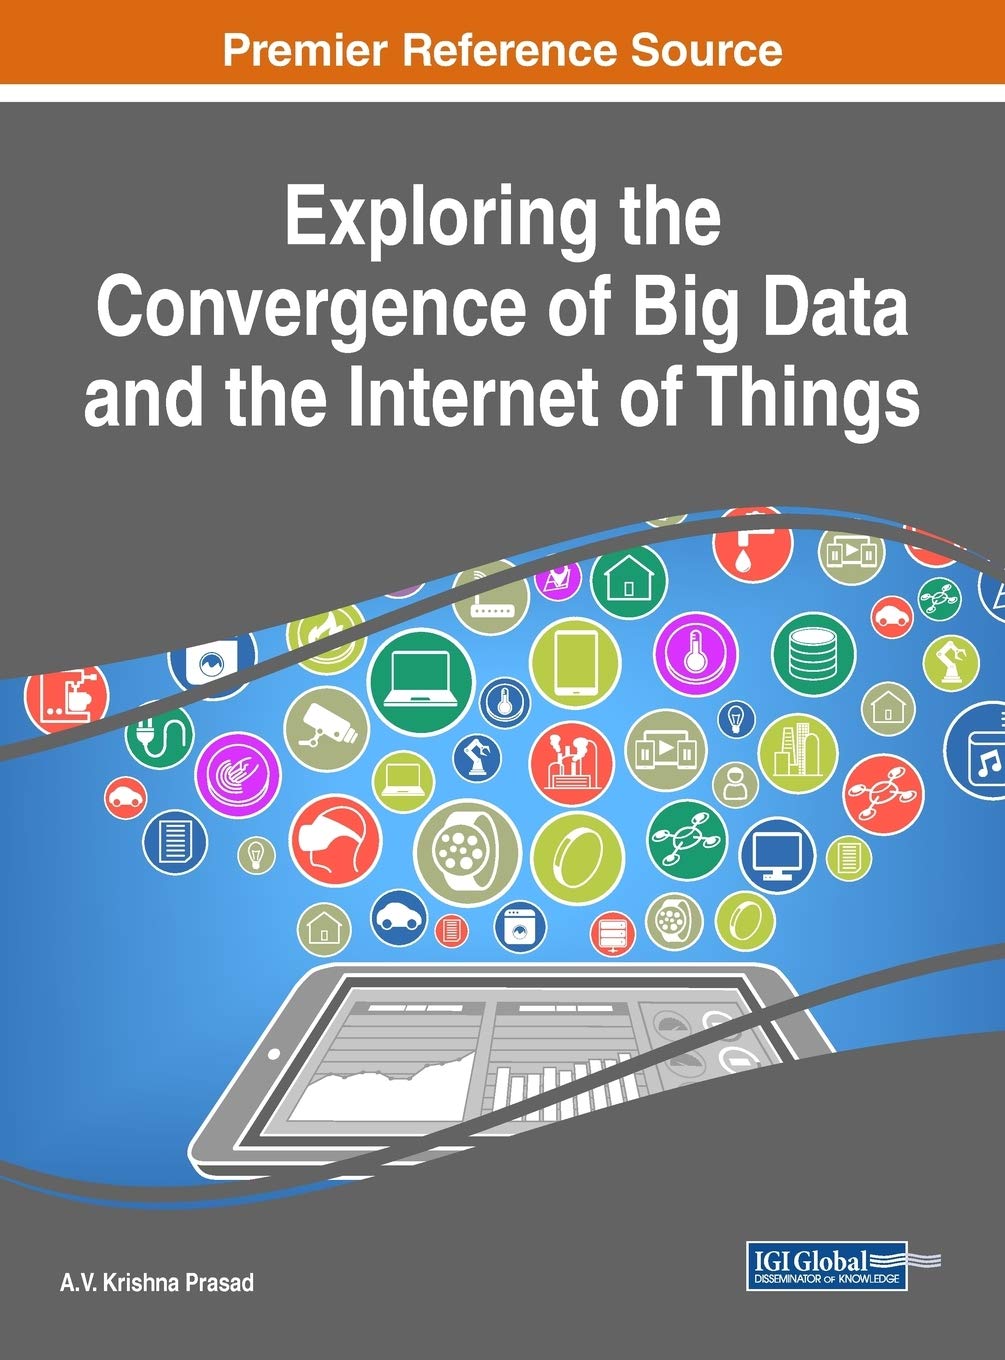 Premier Reference Source
Exploring the
Convergence of Big Data
and the Internet of Things
A.V. Krishna Prasad
IGI Global
DISSEMINATOR OF KNOWLEDGE